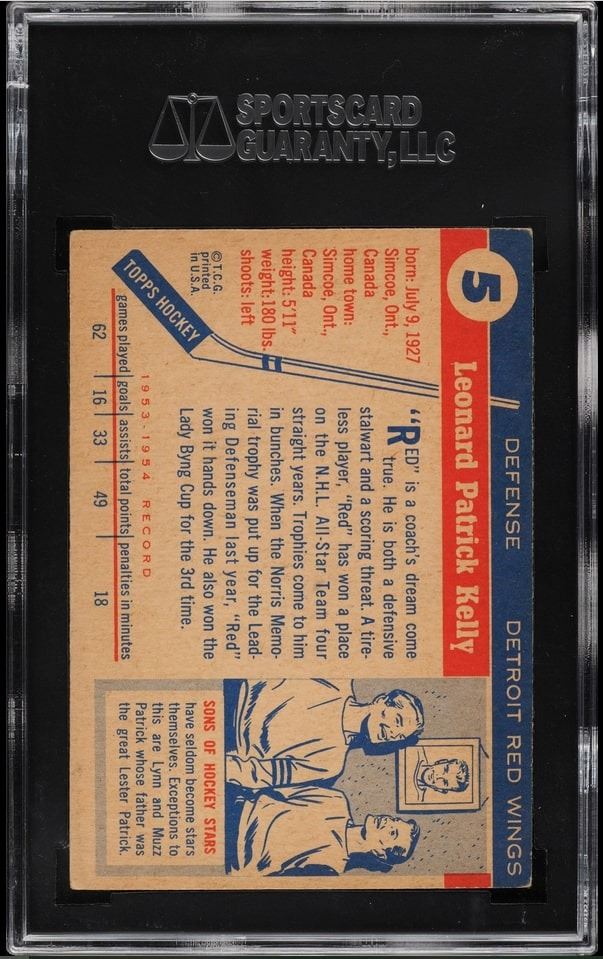 SPORTSCARD
GUARANTY, LLC
5
DEFENSE DETROIT RED WINGS
Leonard Patrick Kelly
born: July 9, 1927
Simcoe, Ont.,
Canada
home town:
Simcoe, Ont.,
Canada
height: 5'11"
weight: 180 lbs.
shoots: left
© T.C.G.
printed
in U.S.A.
TOPPS HOCKEY
"RED" is a coach's dream come
true. He is both a defensive
stalwart and a scoring threat. A tire-
less player, "Red" has won a place
on the N.H.L. All-Star Team four
straight years. Trophies come to him
in bunches. When the Norris Memo-
rial trophy was put up for the Lead-
ing Defenseman last year, "Red"
won it hands down. He also won the
Lady Byng Cup for the 3rd time.
1953-1954 RECORD
games played goals assists total points penalties in minutes
62 16 33 49 18
SONS OF HOCKEY STARS
have seldom become stars
themselves. Exceptions to
this are Lynn and Muzz
Patrick whose father was
the great Lester Patrick.